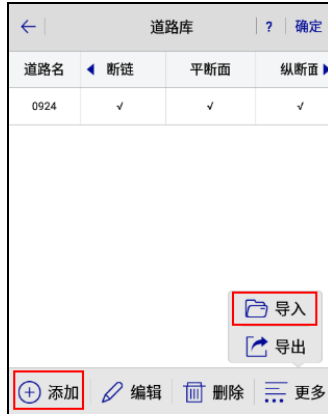 道路库 ? 确定
道路名 断链 平断面 纵断面
0924 √ √ √
导入
导出
添加 编辑 删除 更多